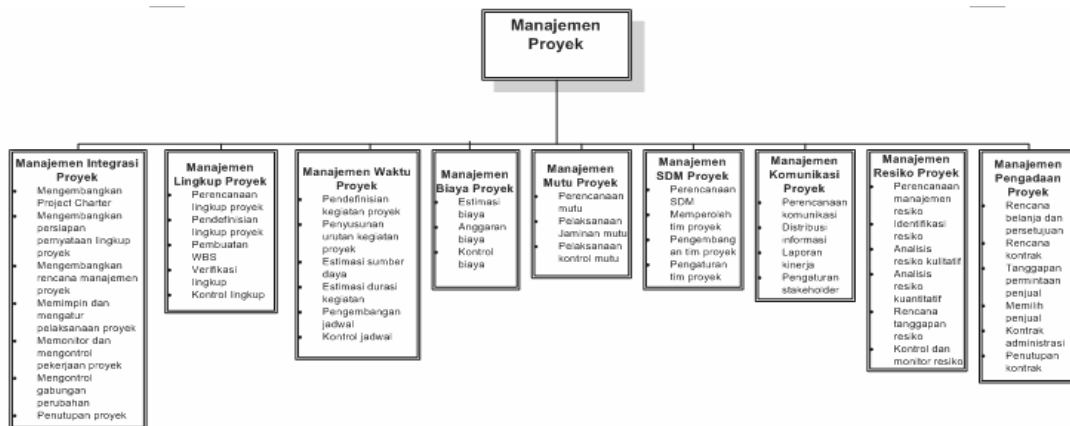 Manajemen
Proyek
Manajemen Integrasi
Proyek
Mengembangkan
Project Charter
Mengembangkan
persiapan
pernyataan lingkup
proyek
Mengembangkan
rencana manajemen
proyek
Memimpin dan
mengatur
pelaksanaan proyek
Memonitor dan
mengontrol
pekerjaan proyek
Mengontrol
gabungan
perubahan
Penutupan proyek
Manajemen
Lingkup Proyek
Perencanaan
lingkup proyek
Pendefinisian
lingkup proyek
Pembuatan
WBS
Verifikasi
lingkup
Kontrol lingkup
Manajemen Waktu
Proyek
Pendefinisian
kegiatan proyek
Penyusunan
urutan kegiatan
proyek
Estimasi sumber
daya
Estimasi durasi
kegiatan
Pengembangan
jadwal
Kontrol jadwal
Manajemen
Biaya Proyek
Estimasi
biaya
Anggaran
biaya
Kontrol
biaya
Manajemen
Mutu Proyek
Perencanaan
mutu
Pelaksanaan
Jaminan mutu
Pelaksanaan
kontrol mutu
Manajemen
SDM Proyek
Perencanaan
SDM
Memperoleh
tim proyek
Pengembang
an tim proyek
Pengaturan
tim proyek
Manajemen
Komunikasi
Proyek
Perencanaan
komunikasi
Distribusi
informasi
Laporan
kinerja
Pengaturan
stakeholder
Manajemen
Resiko Proyek
Perencanaan
manajemen
resiko
Identifikasi
resiko
Analisis
resiko kulitatif
Analisis
resiko
kuantitatif
Rencana
tanggapan
resiko
Kontrol dan
monitor resiko
Manajemen
Pengadaan
Proyek
Rencana
belanja dan
persetujuan
Rencana
kontrak
Tanggapan
permintaan
penjual
Memilih
penjual
Kontrak
administrasi
Penutupan
kontrak